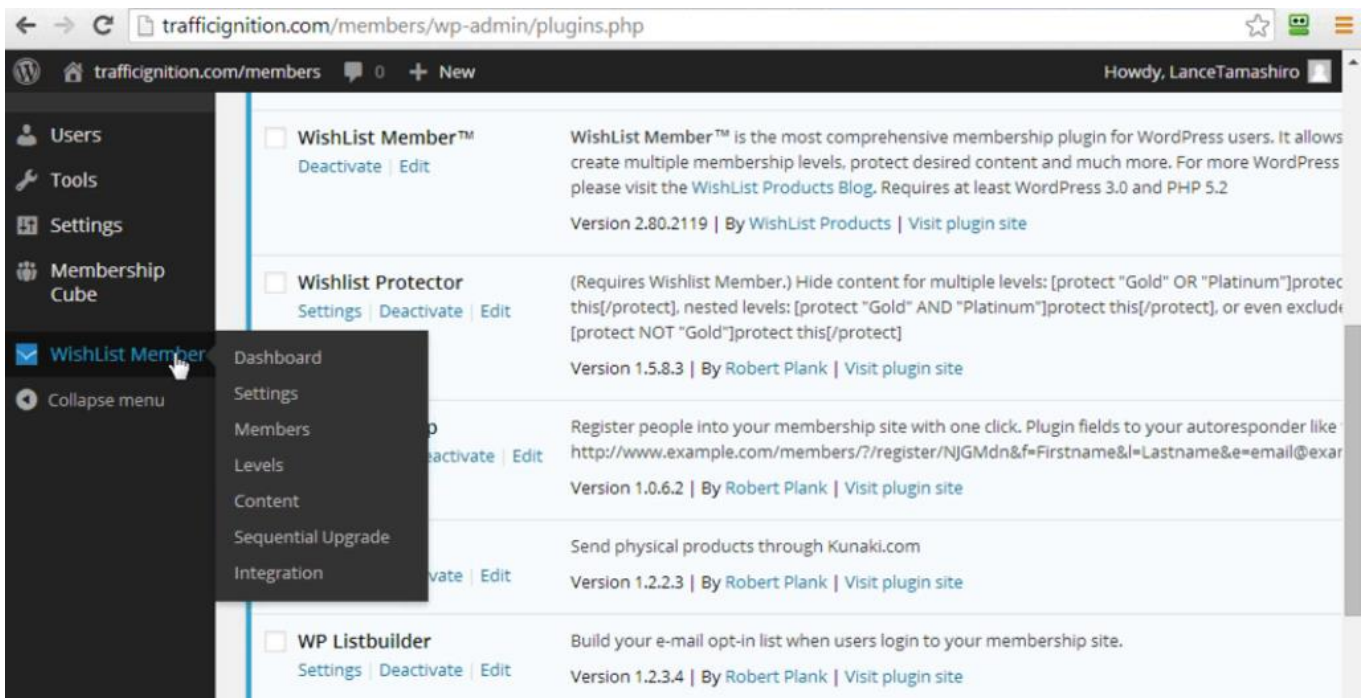 trafficignition.com/members/wp-admin/plugins.php
trafficignition.com/members 0 + New Howdy, LanceTamashiro
Users
Tools
Settings
Membership
Cube
WishList Member
Collapse menu
Dashboard
Settings
Members
Levels
Content
Sequential Upgrade
Integration
WishList Member™
Deactivate | Edit
WishList Member™ is the most comprehensive membership plugin for WordPress users. It allows
create multiple membership levels, protect desired content and much more. For more WordPress
please visit the WishList Products Blog. Requires at least WordPress 3.0 and PHP 5.2
Version 2.80.2119 | By WishList Products | Visit plugin site
Wishlist Protector
Settings | Deactivate | Edit
(Requires Wishlist Member.) Hide content for multiple levels: [protect "Gold" OR "Platinum"]protec
this[/protect], nested levels: [protect "Gold" AND "Platinum"]protect this[/protect], or even exclude
[protect NOT "Gold"]protect this[/protect]
Version 1.5.8.3 | By Robert Plank | Visit plugin site
p
eactivate | Edit
Register people into your membership site with one click. Plugin fields to your autoresponder like
http://www.example.com/members/?/register/NJGMdn&f=Firstname&l=Lastname&e=email@exar
Version 1.0.6.2 | By Robert Plank | Visit plugin site
vate | Edit
Send physical products through Kunaki.com
Version 1.2.2.3 | By Robert Plank | Visit plugin site
WP Listbuilder
Settings | Deactivate | Edit
Build your e-mail opt-in list when users login to your membership site.
Version 1.2.3.4 | By Robert Plank | Visit plugin site